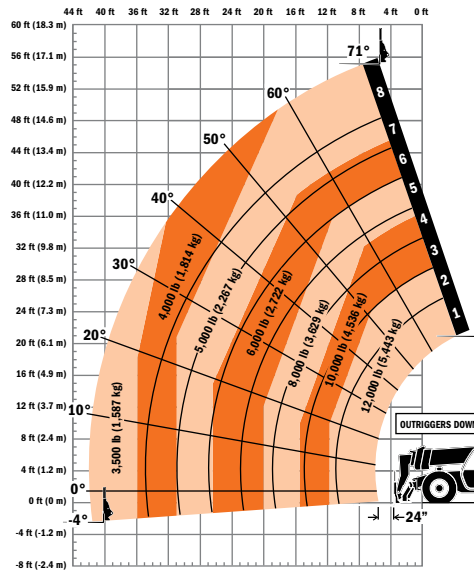 44 ft 40 ft 36 ft 32 ft 28 ft 24 ft 20 ft 16 ft 12 ft 8 ft 4 ft 0 ft
60 ft (18.3 m)
56 ft (17.1 m)
52 ft (15.9 m)
48 ft (14.6 m)
44 ft (13.4 m)
40 ft (12.2 m)
36 ft (11.0 m)
32 ft (9.8 m)
28 ft (8.5 m)
24 ft (7.3 m)
20 ft (6.1 m)
16 ft (4.9 m)
12 ft (3.7 m)
8 ft (2.4 m)
4 ft (1.2 m)
0 ft (0 m)
-4 ft (-1.2 m)
-8 ft (-2.4 m)
71°
60°
50°
40°
30°
20°
10°
0°
-4°
8
7
6
5
4
3
2
1
3,500 lb (1,587 kg)
4,000 lb (1,814 kg)
5,000 lb (2,267 kg)
6,000 lb (2,722 kg)
8,000 lb (3,629 kg)
10,000 lb (4,536 kg)
12,000 lb (5,443 kg)
OUTRIGGERS DOWN
24"